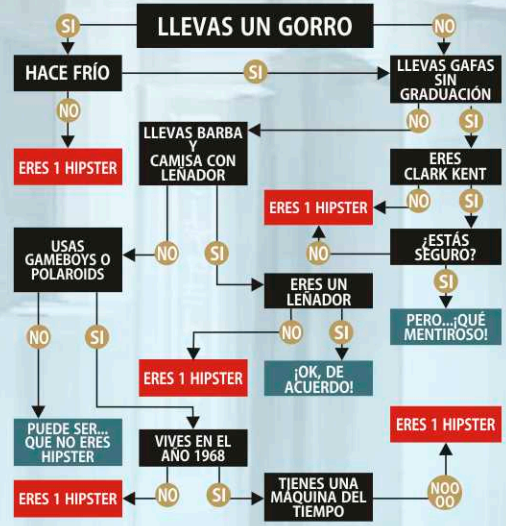 LLEVAS UN GORRO
SI
NO
HACE FRÍO
SI
LLEVAS GAFAS
SIN
GRADUACIÓN
NO
NO
SI
LLEVAS BARBA
Y
CAMISA CON
LEÑADOR
ERES 1 HIPSTER
ERES
CLARK KENT
ERES 1 HIPSTER
NO
SI
USAS
GAMEBOYS O
POLAROIDS
NO
SI
NO
¿ESTÁS
SEGURO?
ERES UN
LEÑADOR
SI
NO
SI
NO
SI
PERO...¡QUÉ
MENTIROSO!
ERES 1 HIPSTER
¡OK, DE
ACUERDO!
PUEDE SER...
QUE NO ERES
HIPSTER
VIVES EN EL
AÑO 1968
ERES 1 HIPSTER
ERES 1 HIPSTER
NO
SI
TIENES UNA
MÁQUINA DEL
TIEMPO
NOO
OO